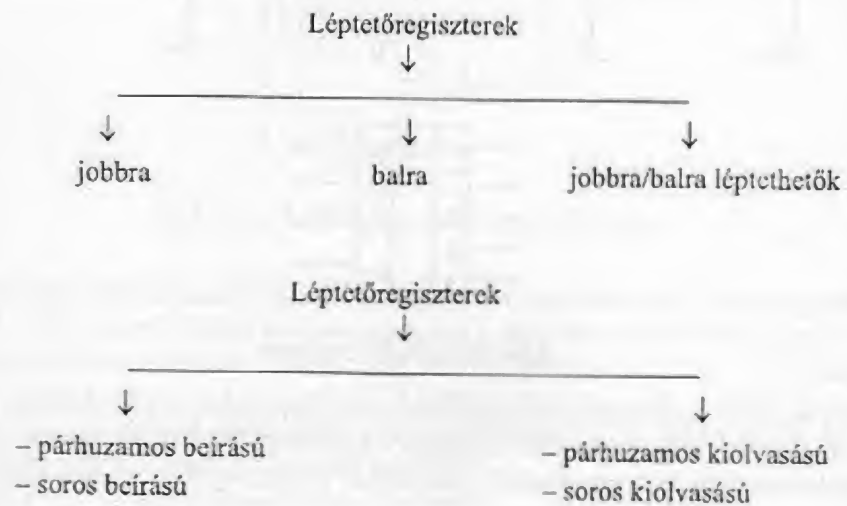 Léptetőregiszterek
↓
↓ ↓ ↓
jobbra balra jobbra/balra léptethetők
Léptetőregiszterek
↓
↓ ↓
– párhuzamos beírású – párhuzamos kiolvasású
– soros beírású – soros kiolvasású